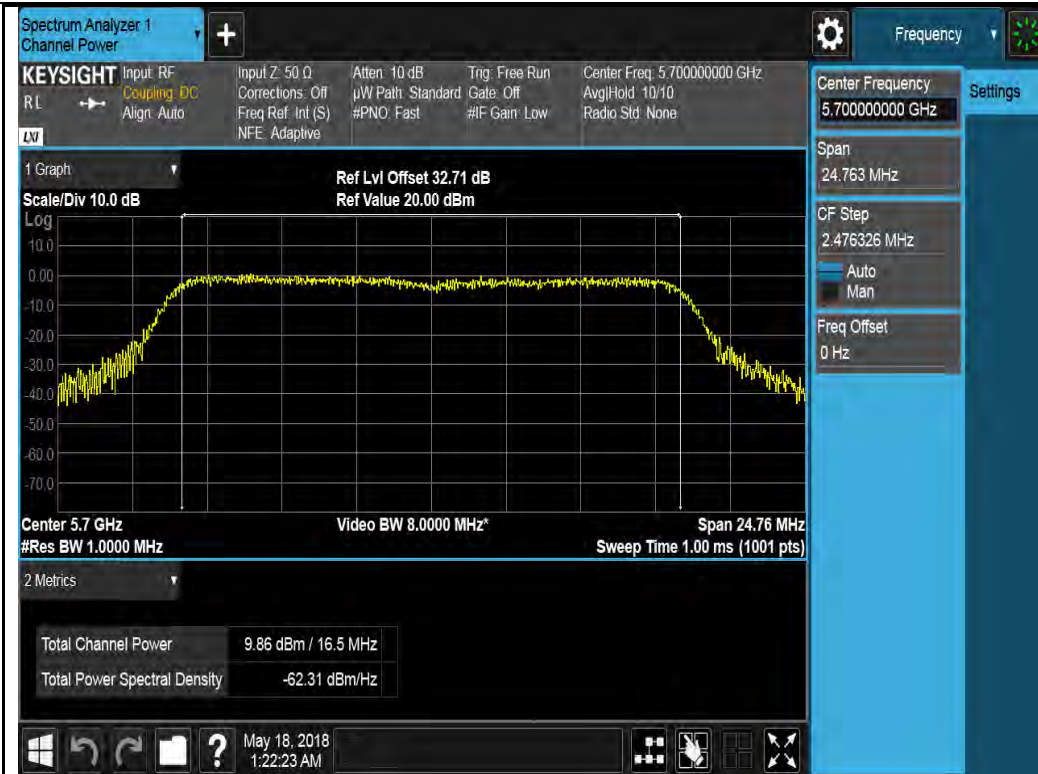 Spectrum Analyzer 1
Channel Power
+
Frequency
KEYSIGHT
RL
LXI
Input: RF
Coupling: DC
Align: Auto
Input Z: 50 Ω
Corrections: Off
Freq Ref: Int (S)
NFE: Adaptive
Atten: 10 dB
µW Path: Standard
#PNO: Fast
Trig: Free Run
Gate: Off
#IF Gain: Low
Center Freq: 5.700000000 GHz
Avg|Hold: 10/10
Radio Std: None
Center Frequency
5.700000000 GHz
Settings
Span
24.763 MHz
CF Step
2.476326 MHz
Auto
Man
Freq Offset
0 Hz
1 Graph
Scale/Div 10.0 dB
Ref Lvl Offset 32.71 dB
Ref Value 20.00 dBm
Log
10.0
0.00
-10.0
-20.0
-30.0
-40.0
-50.0
-60.0
-70.0
Center 5.7 GHz
#Res BW 1.0000 MHz
Video BW 8.0000 MHz*
Span 24.76 MHz
Sweep Time 1.00 ms (1001 pts)
2 Metrics
Total Channel Power 9.86 dBm / 16.5 MHz
Total Power Spectral Density -62.31 dBm/Hz
?
May 18, 2018
1:22:23 AM